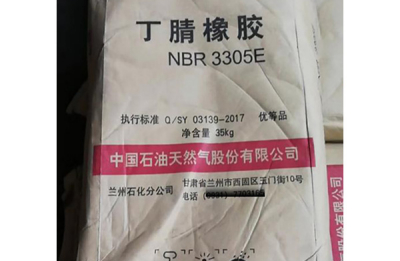 丁腈橡胶
NBR 3305E
执行标准 Q/SY 03139-2017 优等品
净含量 35kg
中国石油天然气股份有限公司
兰州石化分公司 甘肃省兰州市西固区玉门街10号
电话